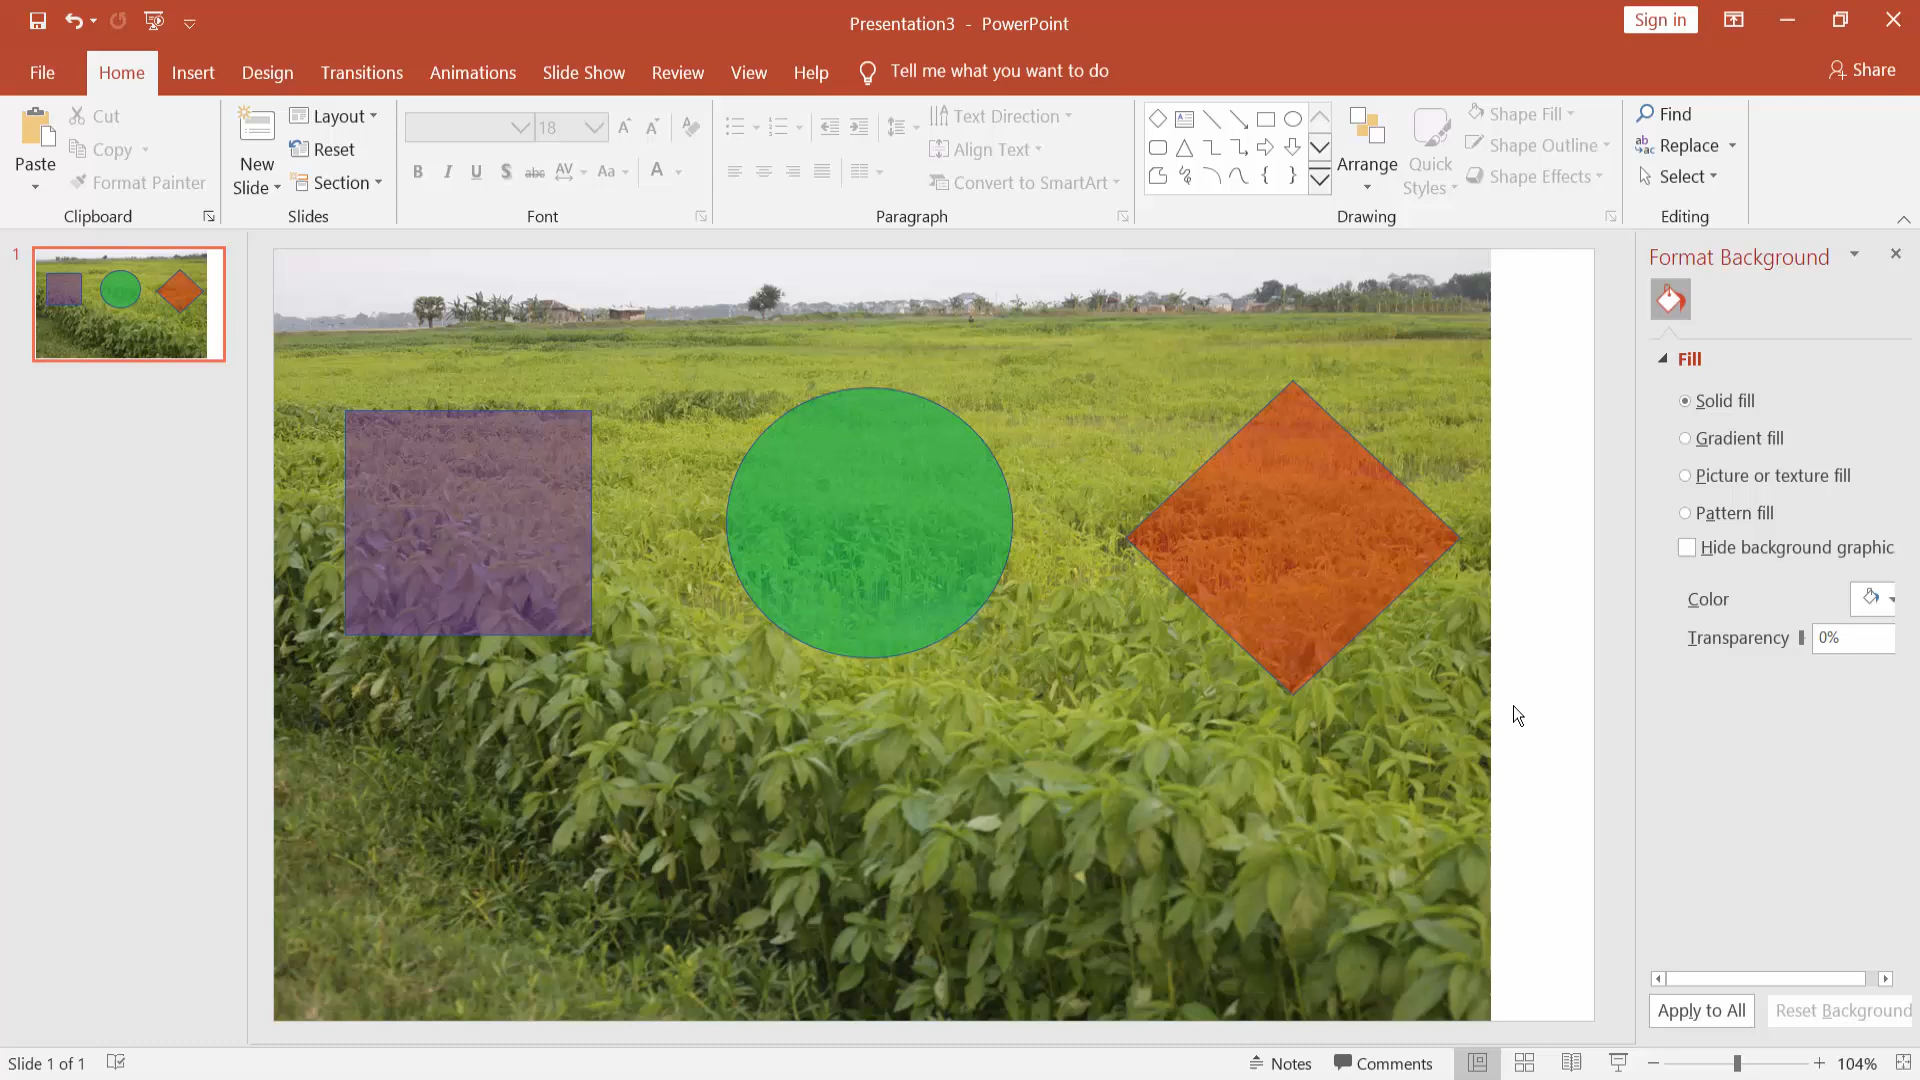 Presentation3 - PowerPoint
Sign in
File Home Insert Design Transitions Animations Slide Show Review View Help Tell me what you want to do Share
Paste
Cut
Copy
Format Painter
Clipboard
New
Slide
Layout
Reset
Section
Slides
18
B I U S abc AV Aa A
Font
Text Direction
Align Text
Convert to SmartArt
Paragraph
Arrange
Quick
Styles
Shape Fill
Shape Outline
Shape Effects
Drawing
Find
Replace
Select
Editing
1
Format Background
Fill
Solid fill
Gradient fill
Picture or texture fill
Pattern fill
Hide background graphic
Color
Transparency 0%
Apply to All Reset Background
Slide 1 of 1 Notes Comments 104%